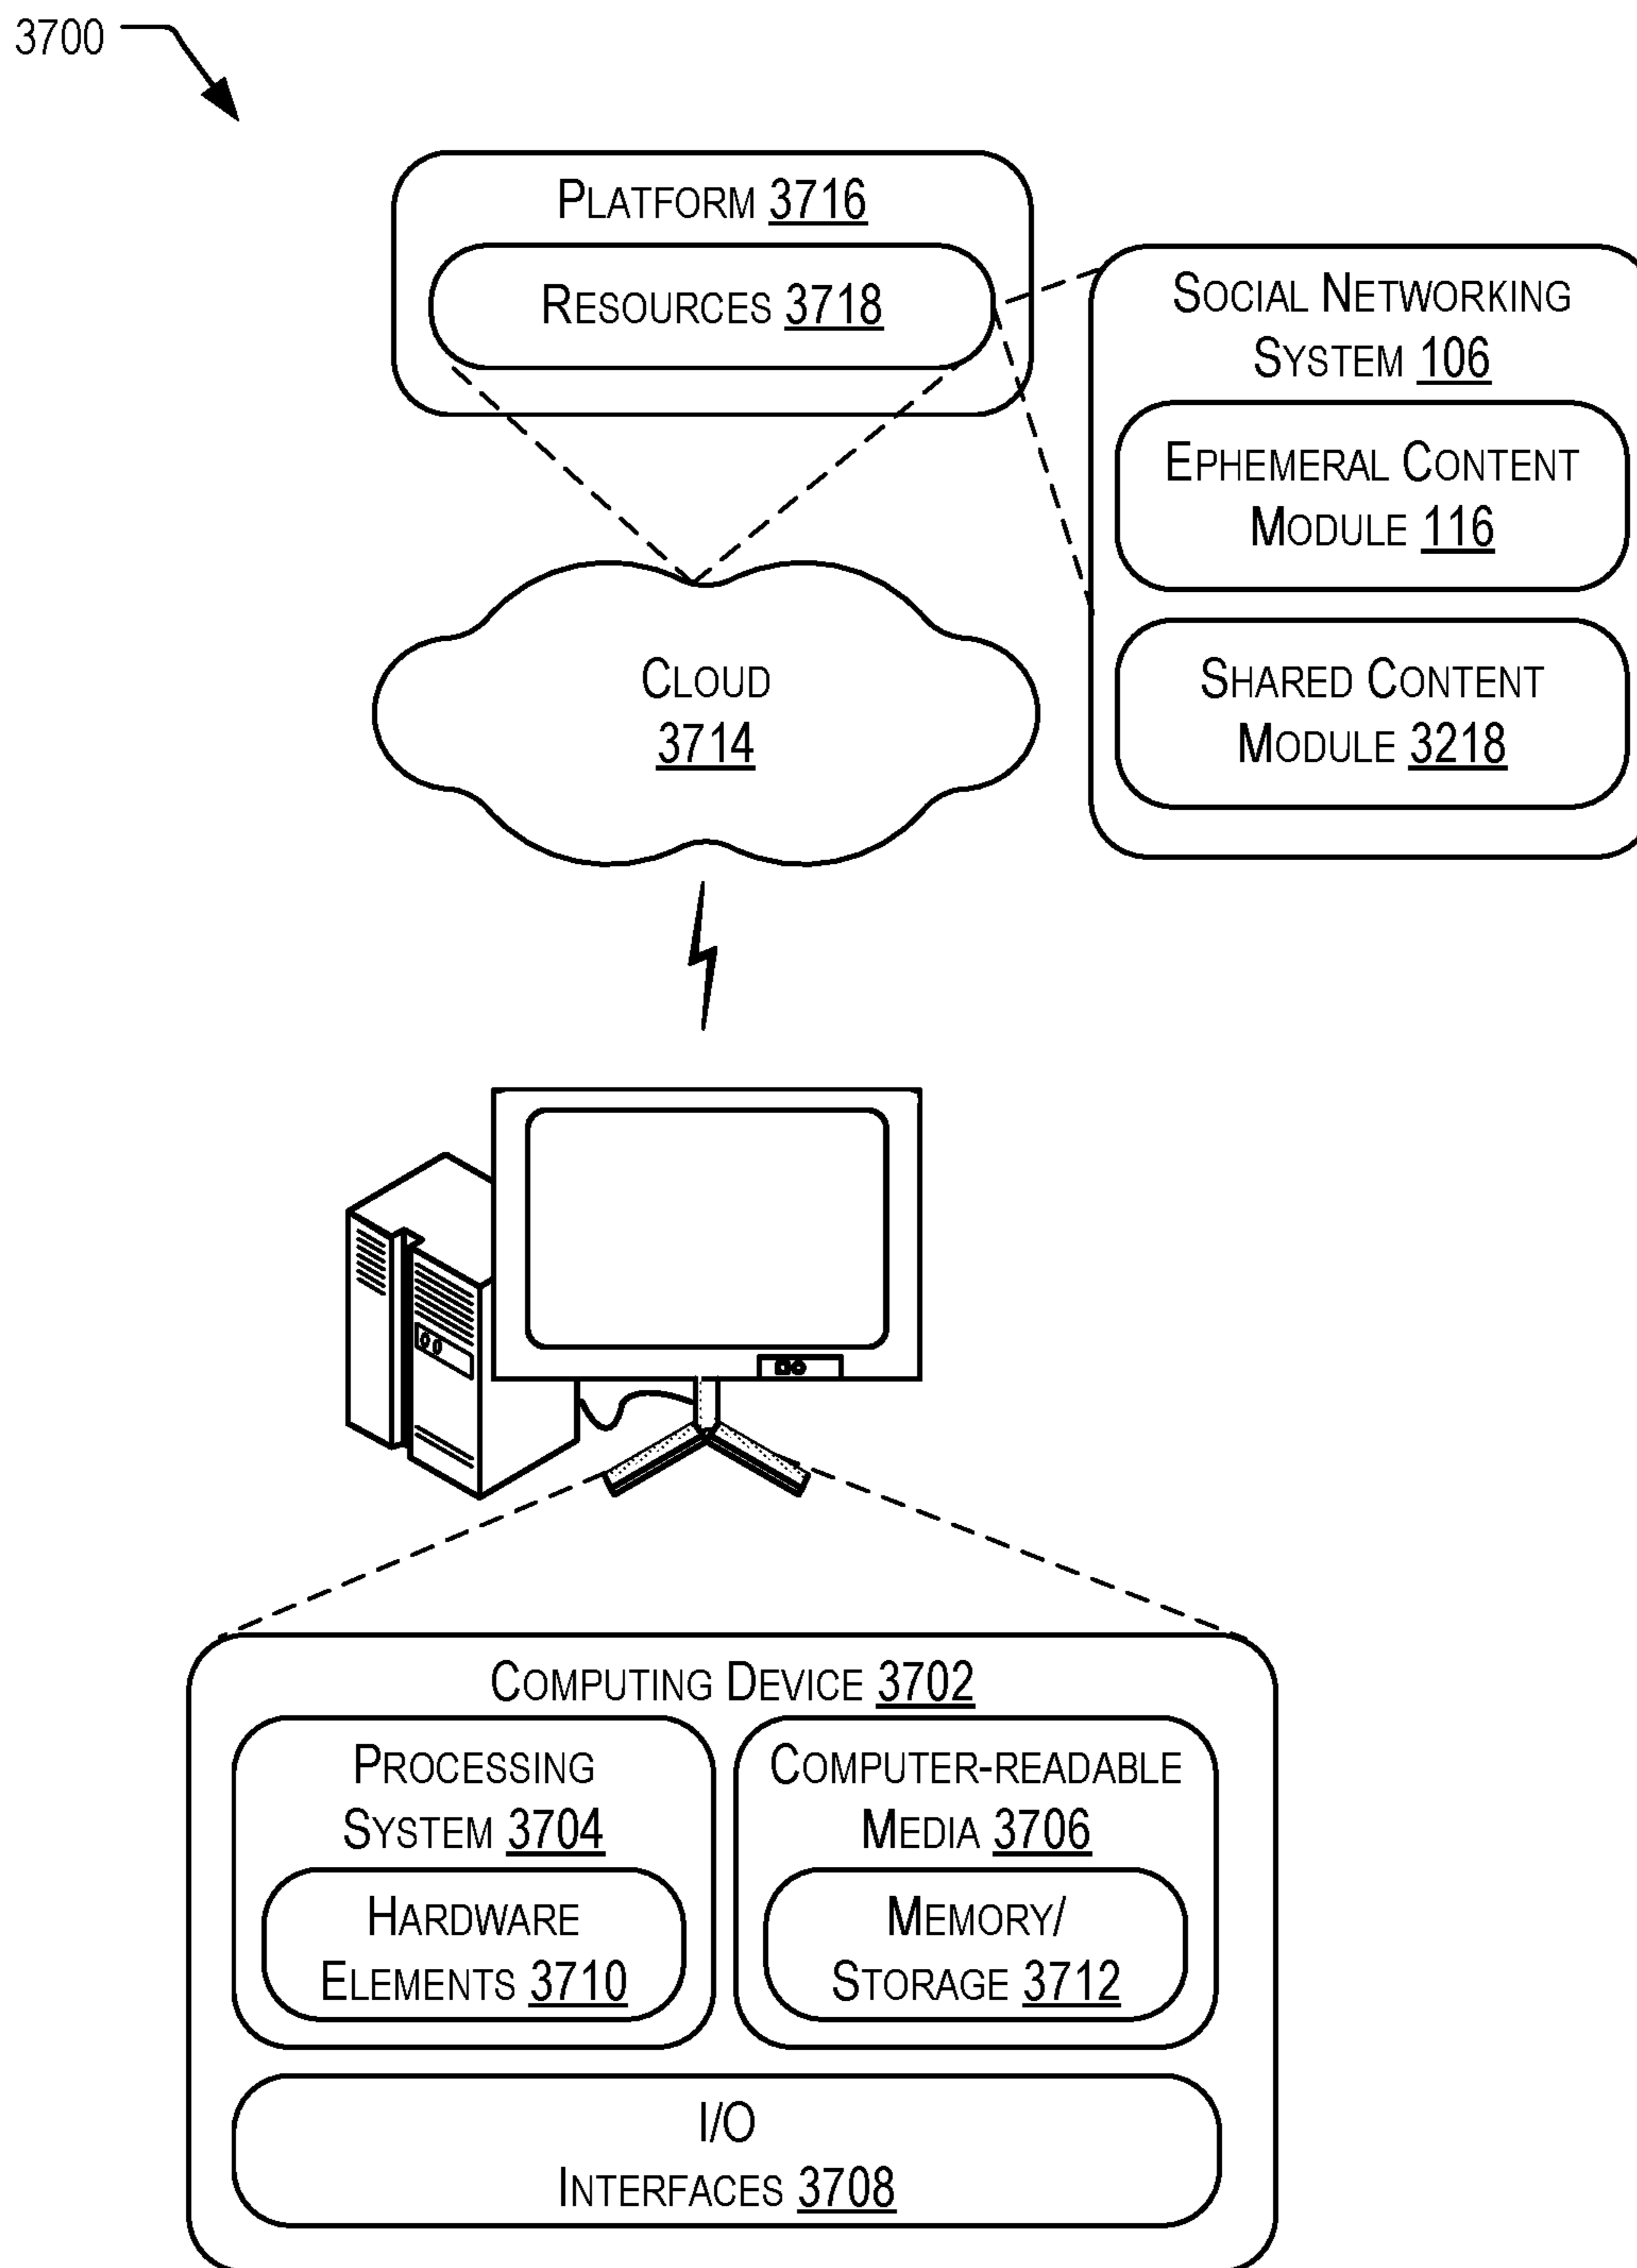 3700
PLATFORM 3716
RESOURCES 3718
SOCIAL NETWORKING
SYSTEM 106
EPHEMERAL CONTENT
MODULE 116
SHARED CONTENT
MODULE 3218
CLOUD
3714
COMPUTING DEVICE 3702
PROCESSING
SYSTEM 3704
HARDWARE
ELEMENTS 3710
COMPUTER-READABLE
MEDIA 3706
MEMORY/
STORAGE 3712
I/O
INTERFACES 3708